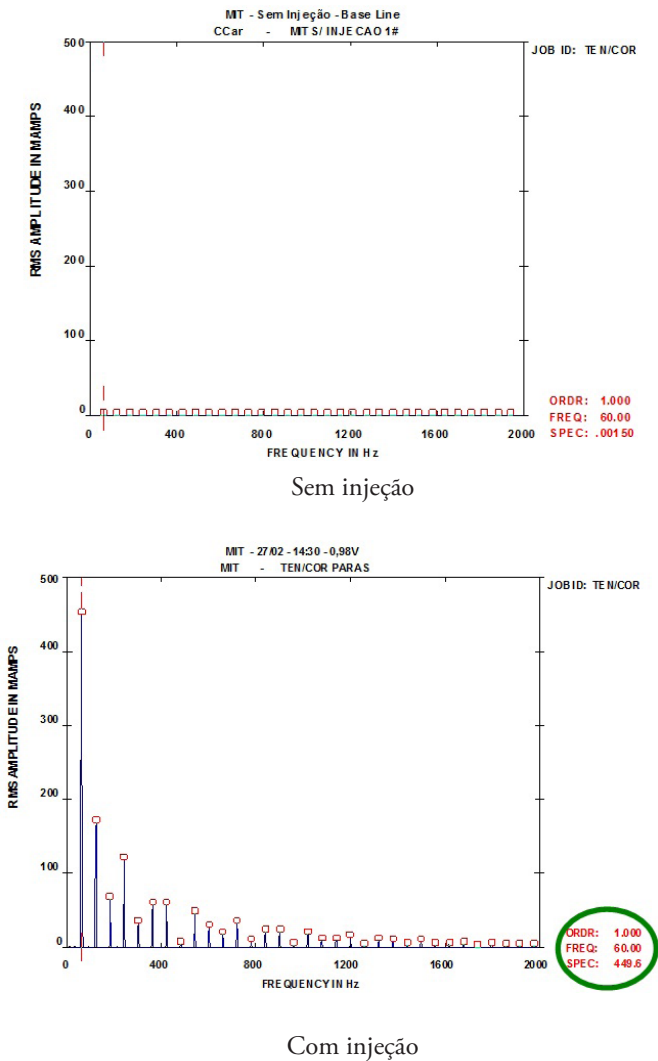 MIT - Sem Injeção - Base Line
CCar - MIT S/ INJECAO 1#
JOB ID: TEN/COR
RMS AMPLITUDE IN MAMPS
500
400
300
200
100
0
0 400 800 1200 1600 2000
FREQUENCY IN Hz
ORDR: 1.000
FREQ: 60.00
SPEC: .00150
Sem injeção
MIT - 27/02 - 14:30 - 0,98V
MIT - TEN/COR PARAS
JOB ID: TEN/COR
RMS AMPLITUDE IN MAMPS
500
400
300
200
100
0
0 400 800 1200 1600 2000
FREQUENCY IN Hz
ORDR: 1.000
FREQ: 60.00
SPEC: 449.6
Com injeção